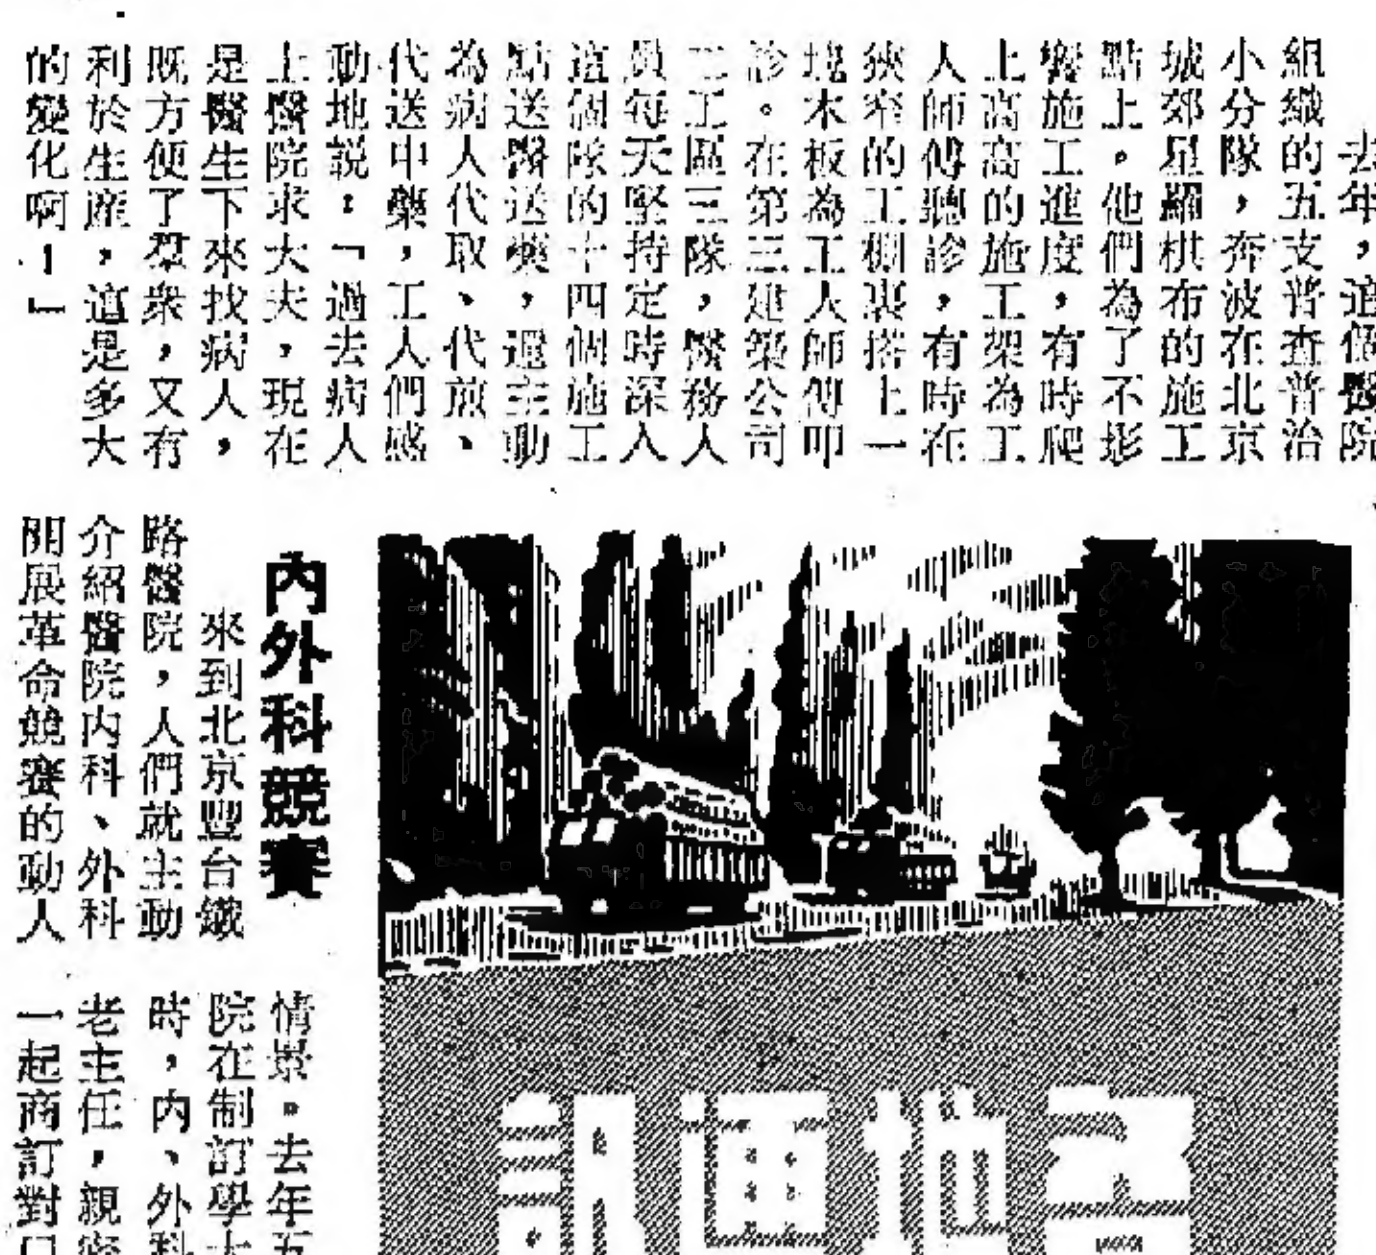 去年，這個醫院
組織的五支普查普治
小分隊，奔波在北京
城郊星羅棋布的施工
點上。他們為了不影
響施工進度，有時爬
上高高的施工架為工
人師傅聽診，有時在
狹窄的工棚裏搭上一
塊木板為工人師傅叩
診。在第三建築公司
三工區三隊，醫務人
員每天堅持定時深入
這個隊的十四個施工
點送醫送藥，還主動
為病人代取、代煎、
代送中藥，工人們感
動地説：「過去病人
上醫院求大夫，現在
是醫生下來找病人，
既方便了羣衆，又有
利於生産，這是多大
的變化啊！」
內外科競賽
來到北京豐台鐵
路醫院，人們就主動
介紹醫院内科、外科
開展革命競賽的動人
情景。去年五
院在制訂學大
時，内、外科
老主任，親密
一起商訂對口
各地通訊